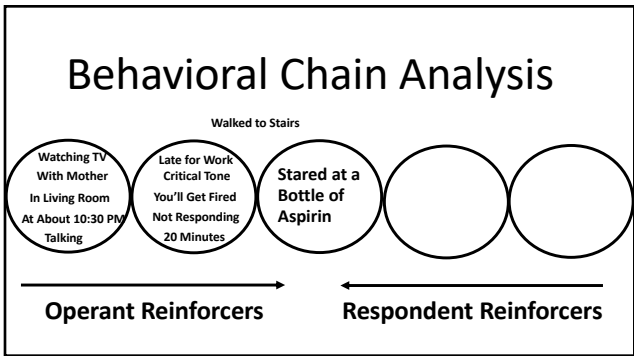 Behavioral Chain Analysis
Walked to Stairs
Watching TV
With Mother
In Living Room
At About 10:30 PM
Talking
Late for Work
Critical Tone
You'll Get Fired
Not Responding
20 Minutes
Stared at a
Bottle of
Aspirin
Operant Reinforcers
Respondent Reinforcers